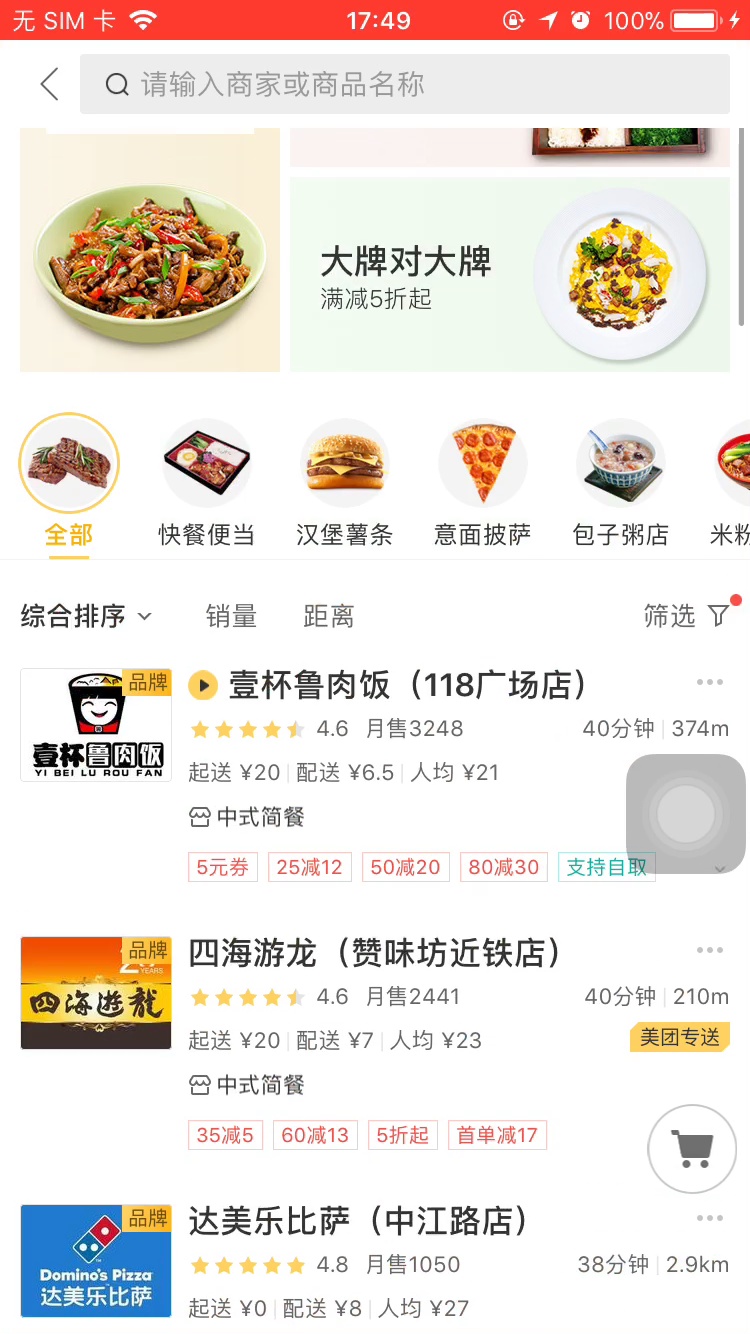 无 SIM 卡 17:49 100%
请输入商家或商品名称
大牌对大牌
满减5折起
全部 快餐便当 汉堡薯条 意面披萨 包子粥店 米粉
综合排序 销量 距离 筛选
品牌 壹杯鲁肉饭（118广场店）
4.6 月售3248 40分钟 374m
壹杯鲁肉饭
YI BEI LU ROU FAN
起送 ¥20 配送 ¥6.5 人均 ¥21
中式简餐
5元券 25减12 50减20 80减30 支持自取
品牌 四海游龙（赞味坊近铁店）
YEARS
4.6 月售2441 40分钟 210m
四海遊龍
起送 ¥20 配送 ¥7 人均 ¥23 美团专送
中式简餐
35减5 60减13 5折起 首单减17
品牌 达美乐比萨（中江路店）
4.8 月售1050 38分钟 2.9km
Domino's Pizza
达美乐比萨
起送 ¥0 配送 ¥8 人均 ¥27